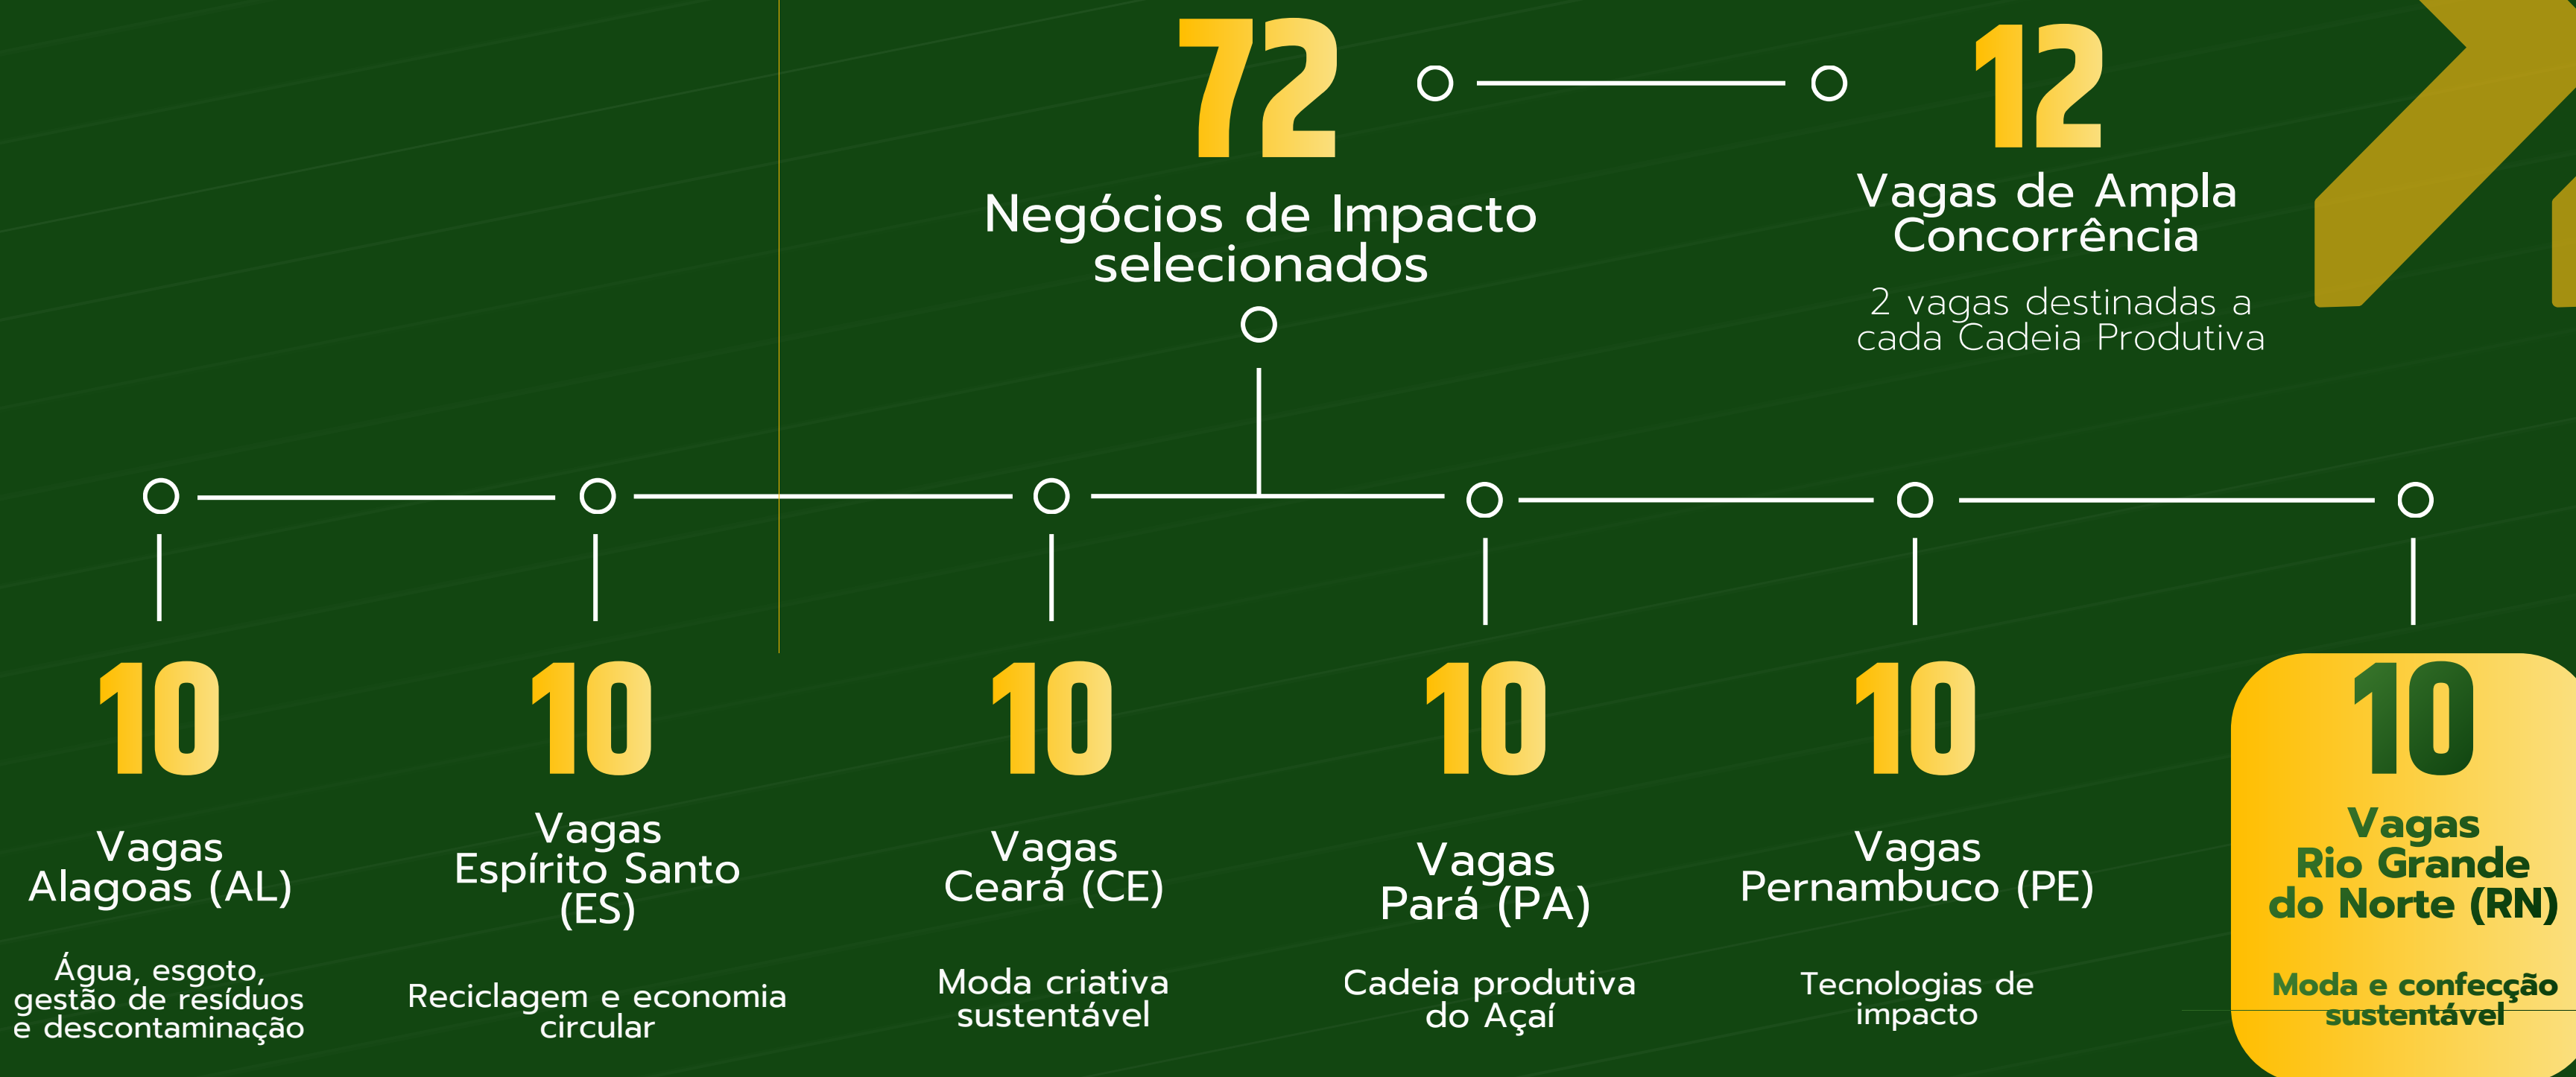 72
Negócios de Impacto
selecionados
12
Vagas de Ampla
Concorrência
2 vagas destinadas a
cada Cadeia Produtiva
10
Vagas
Alagoas (AL)
Água, esgoto,
gestão de resíduos
e descontaminação
10
Vagas
Espírito Santo
(ES)
Reciclagem e economia
circular
10
Vagas
Ceará (CE)
Moda criativa
sustentável
10
Vagas
Pará (PA)
Cadeia produtiva
do Açaí
10
Vagas
Pernambuco (PE)
Tecnologias de
impacto
10
Vagas
Rio Grande
do Norte (RN)
Moda e confecção
sustentável